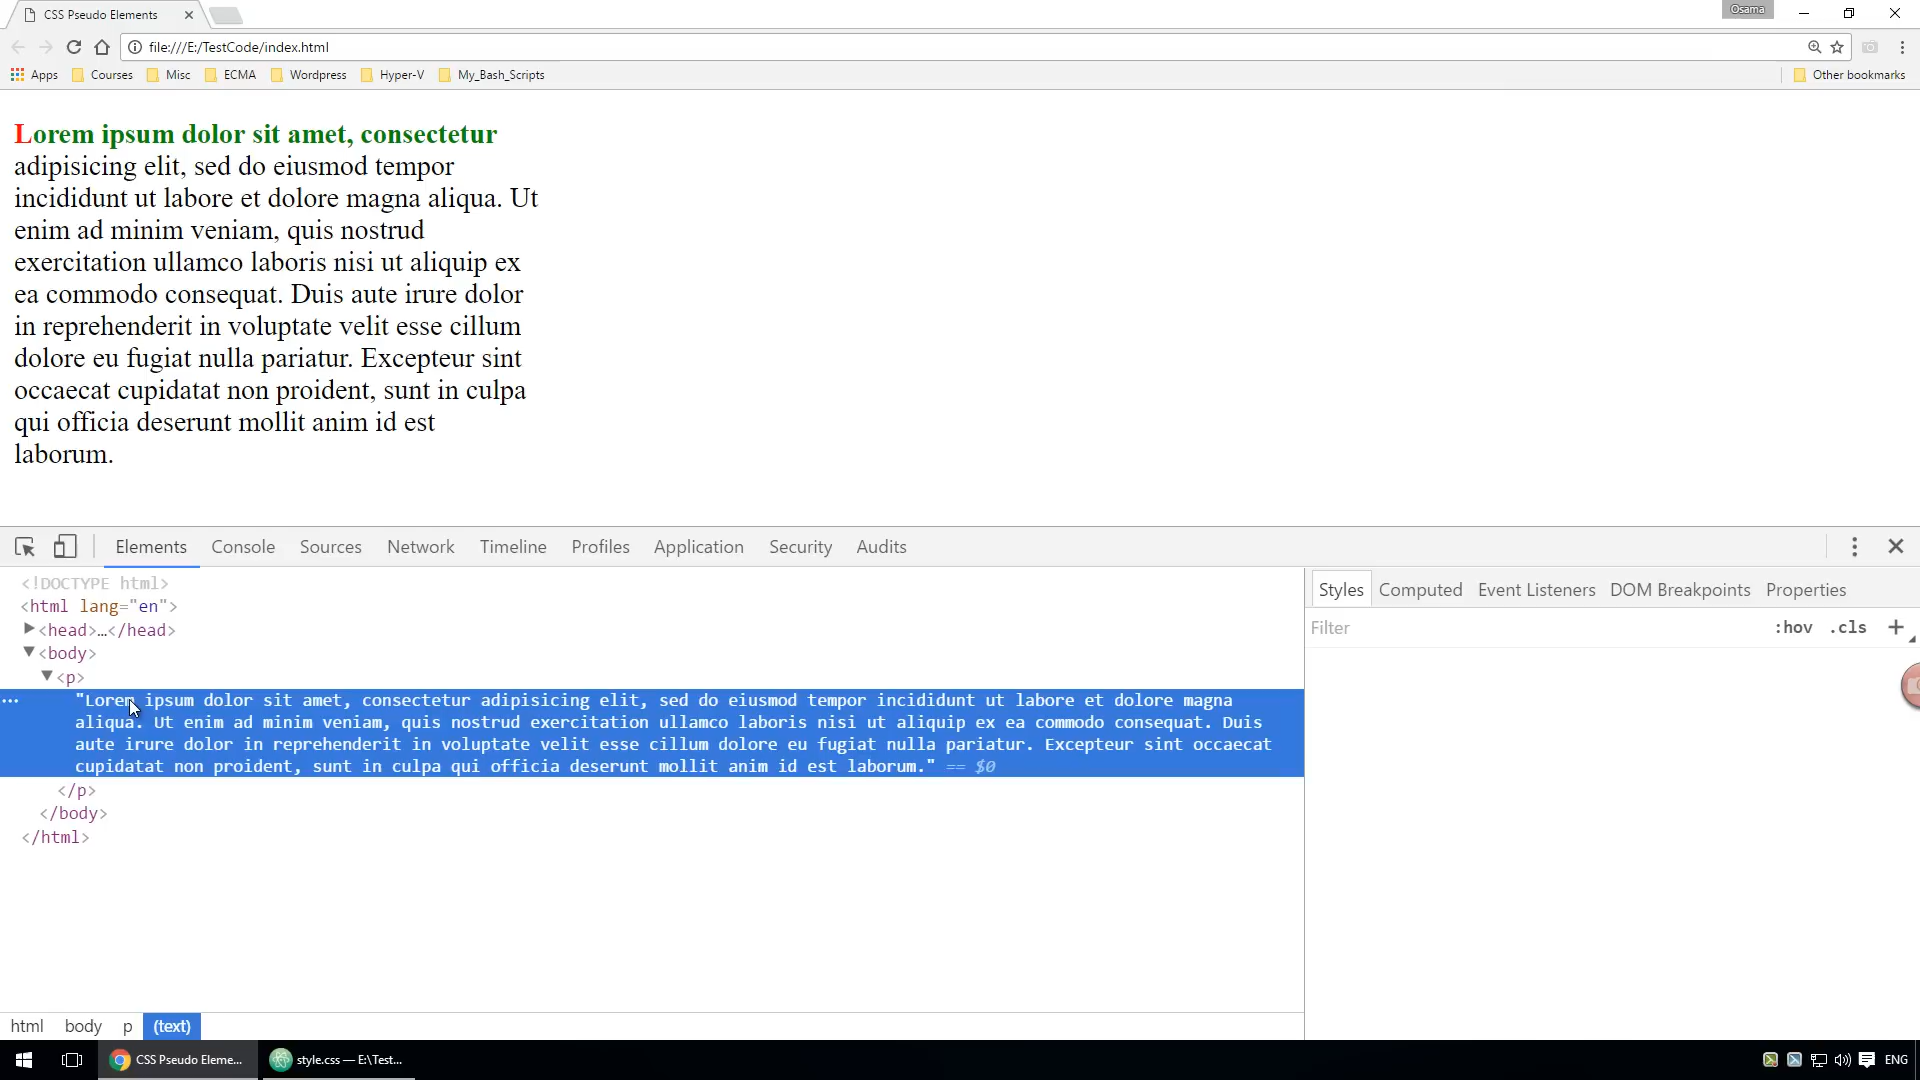 CSS Pseudo Elements
Osama
file:///E:/TestCode/index.html
Apps Courses Misc ECMA Wordpress Hyper-V My_Bash_Scripts Other bookmarks
Lorem ipsum dolor sit amet, consectetur
adipisicing elit, sed do eiusmod tempor
incididunt ut labore et dolore magna aliqua. Ut
enim ad minim veniam, quis nostrud
exercitation ullamco laboris nisi ut aliquip ex
ea commodo consequat. Duis aute irure dolor
in reprehenderit in voluptate velit esse cillum
dolore eu fugiat nulla pariatur. Excepteur sint
occaecat cupidatat non proident, sunt in culpa
qui officia deserunt mollit anim id est
laborum.
Elements Console Sources Network Timeline Profiles Application Security Audits
<!DOCTYPE html>
<html lang="en">
<head>…</head>
<body>
<p>
"Lorem ipsum dolor sit amet, consectetur adipisicing elit, sed do eiusmod tempor incididunt ut labore et dolore magna
aliqua. Ut enim ad minim veniam, quis nostrud exercitation ullamco laboris nisi ut aliquip ex ea commodo consequat. Duis
aute irure dolor in reprehenderit in voluptate velit esse cillum dolore eu fugiat nulla pariatur. Excepteur sint occaecat
cupidatat non proident, sunt in culpa qui officia deserunt mollit anim id est laborum." == $0
</p>
</body>
</html>
Styles Computed Event Listeners DOM Breakpoints Properties
Filter :hov .cls +
html body p (text)
CSS Pseudo Eleme... style.css — E:\Test... ENG